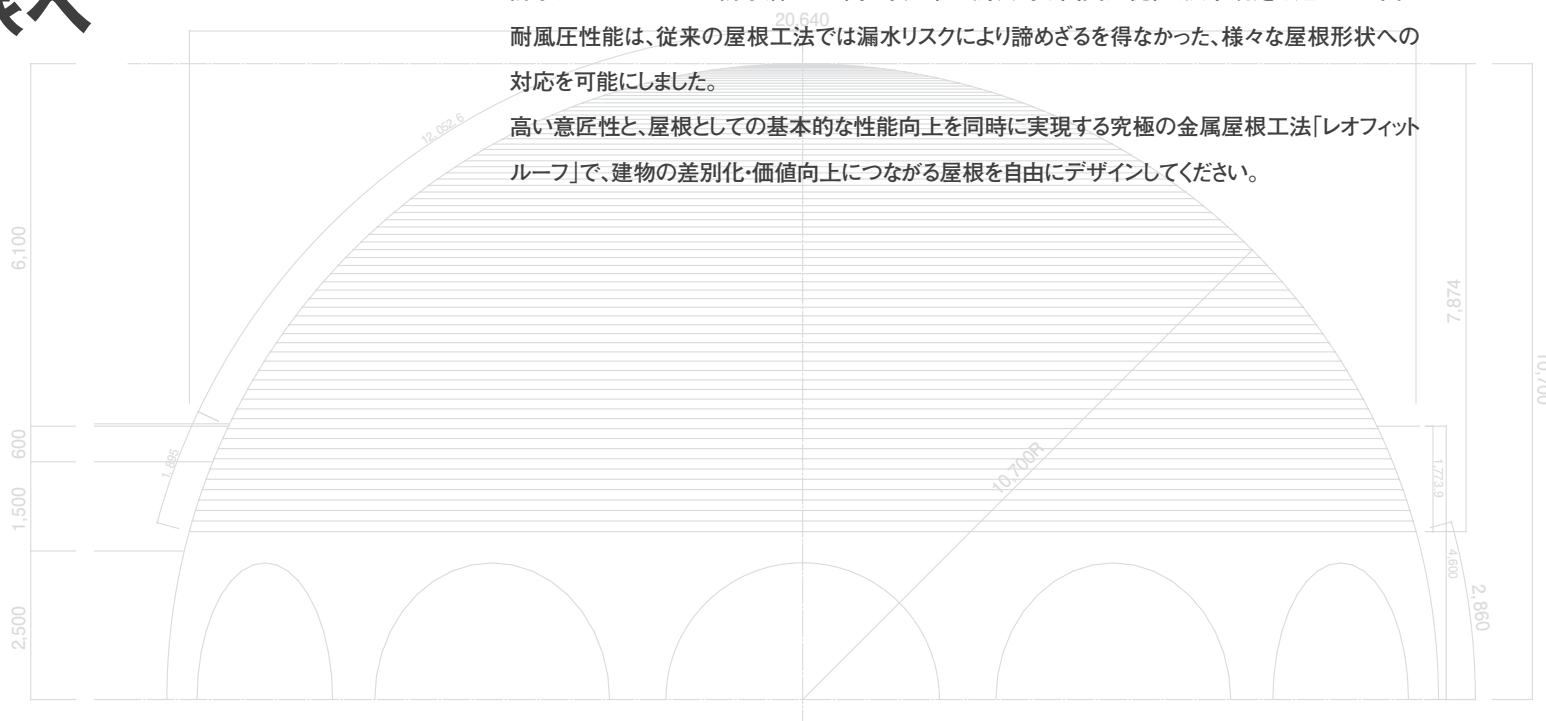 へ
20,640
耐風圧性能は、従来の屋根工法では漏水リスクにより諦めざるを得なかった、様々な屋根形状への
対応を可能にしました。
高い意匠性と、屋根としての基本的な性能向上を同時に実現する究極の金属屋根工法「レオフィット
ルーフ」で、建物の差別化・価値向上につながる屋根を自由にデザインしてください。
12,052.6
6,100
7,874
10,700
600
1,895
10,700R
1,773.9
1,500
4,600
2,860
2,500